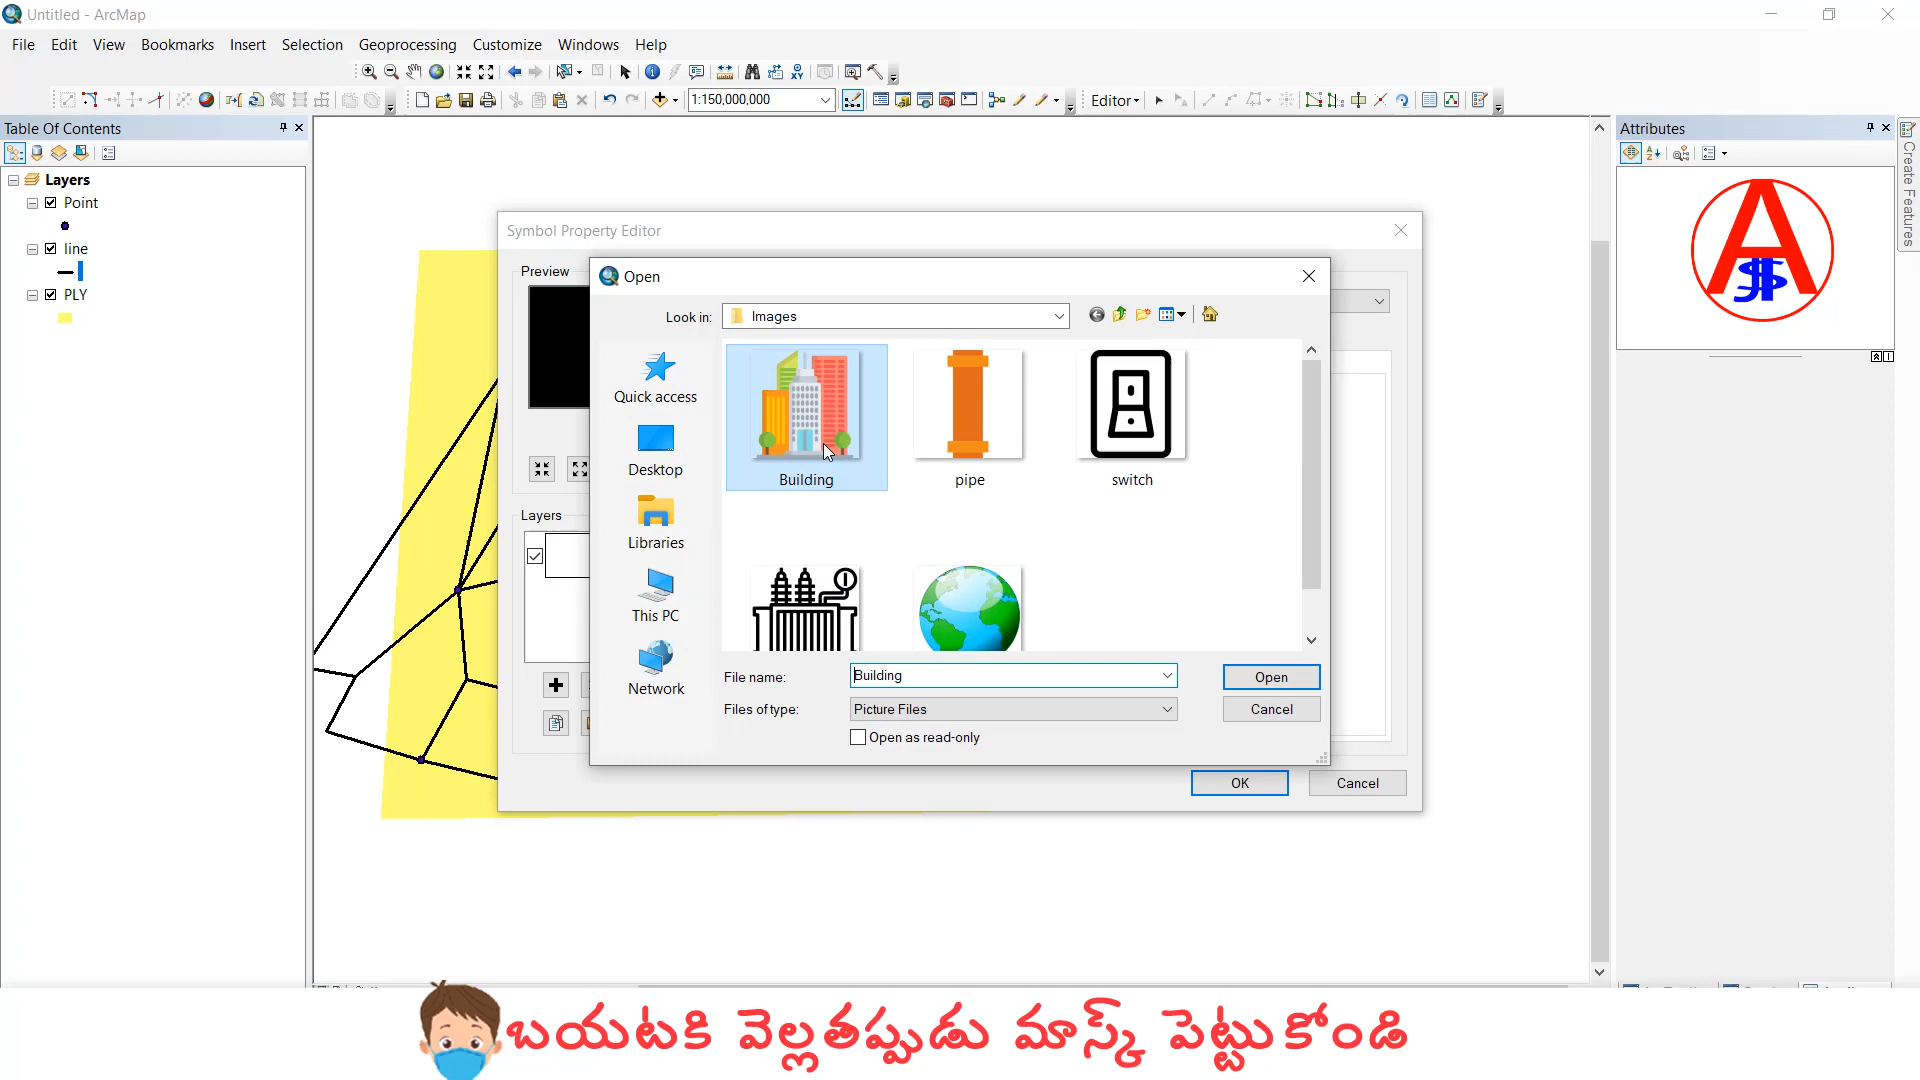 Untitled - ArcMap
File Edit View Bookmarks Insert Selection Geoprocessing Customize Windows Help
1:150,000,000
Editor
Table Of Contents
Layers
Point
line
PLY
Symbol Property Editor
Preview
Layers
OK
Cancel
Open
Look in:
Images
Quick access
Desktop
Libraries
This PC
Network
Building
pipe
switch
File name:
Building
Open
Files of type:
Picture Files
Cancel
Open as read-only
Attributes
Create Features
బయటకి వెల్లతప్పుడు మాస్క్ పెట్టుకోండి